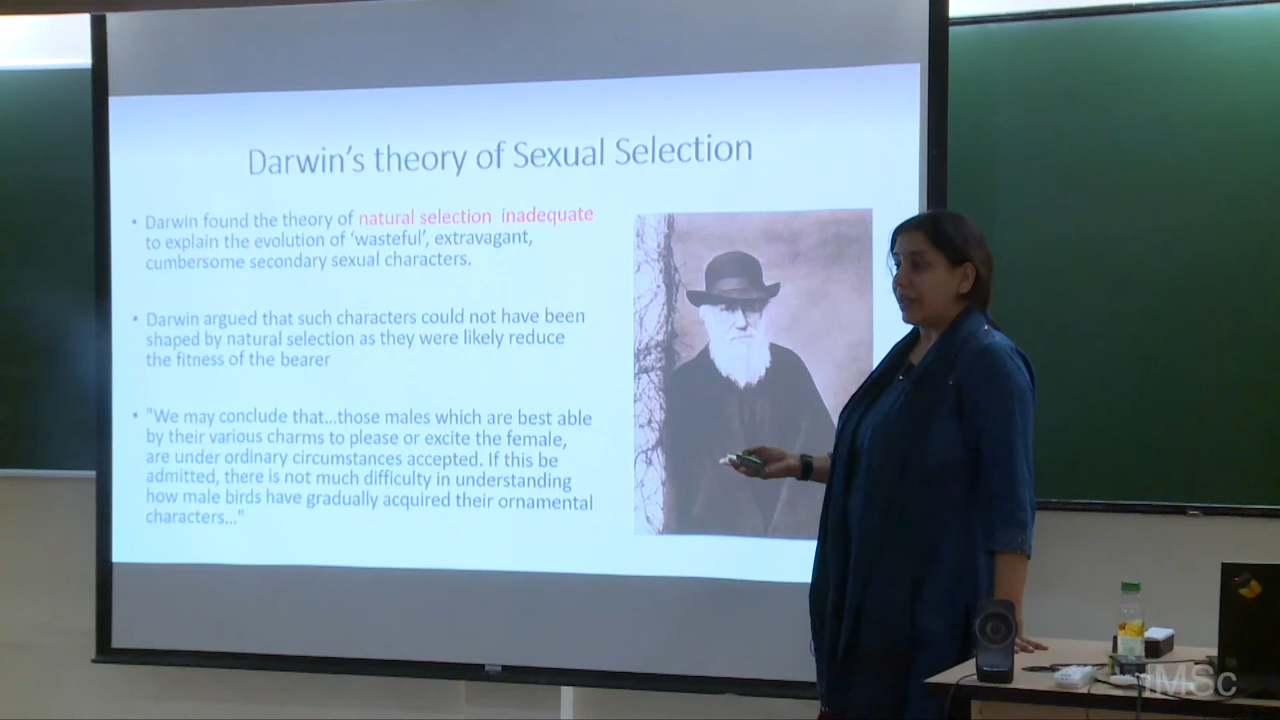 Darwin's theory of Sexual Selection
• Darwin found the theory of natural selection inadequate
to explain the evolution of 'wasteful', extravagant,
cumbersome secondary sexual characters.
• Darwin argued that such characters could not have been
shaped by natural selection as they were likely reduce
the fitness of the bearer
• "We may conclude that...those males which are best able
by their various charms to please or excite the female,
are under ordinary circumstances accepted. If this be
admitted, there is not much difficulty in understanding
how male birds have gradually acquired their ornamental
characters..."
IMSc